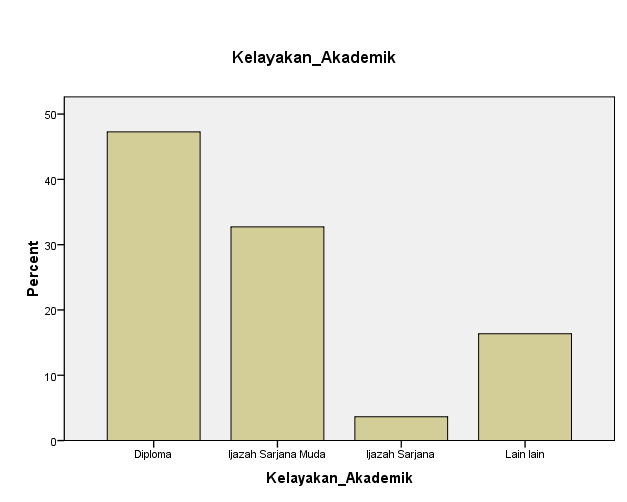 Kelayakan_Akademik
Percent
50
40
30
20
10
0
Diploma
Ijazah Sarjana Muda
Ijazah Sarjana
Lain lain
Kelayakan_Akademik